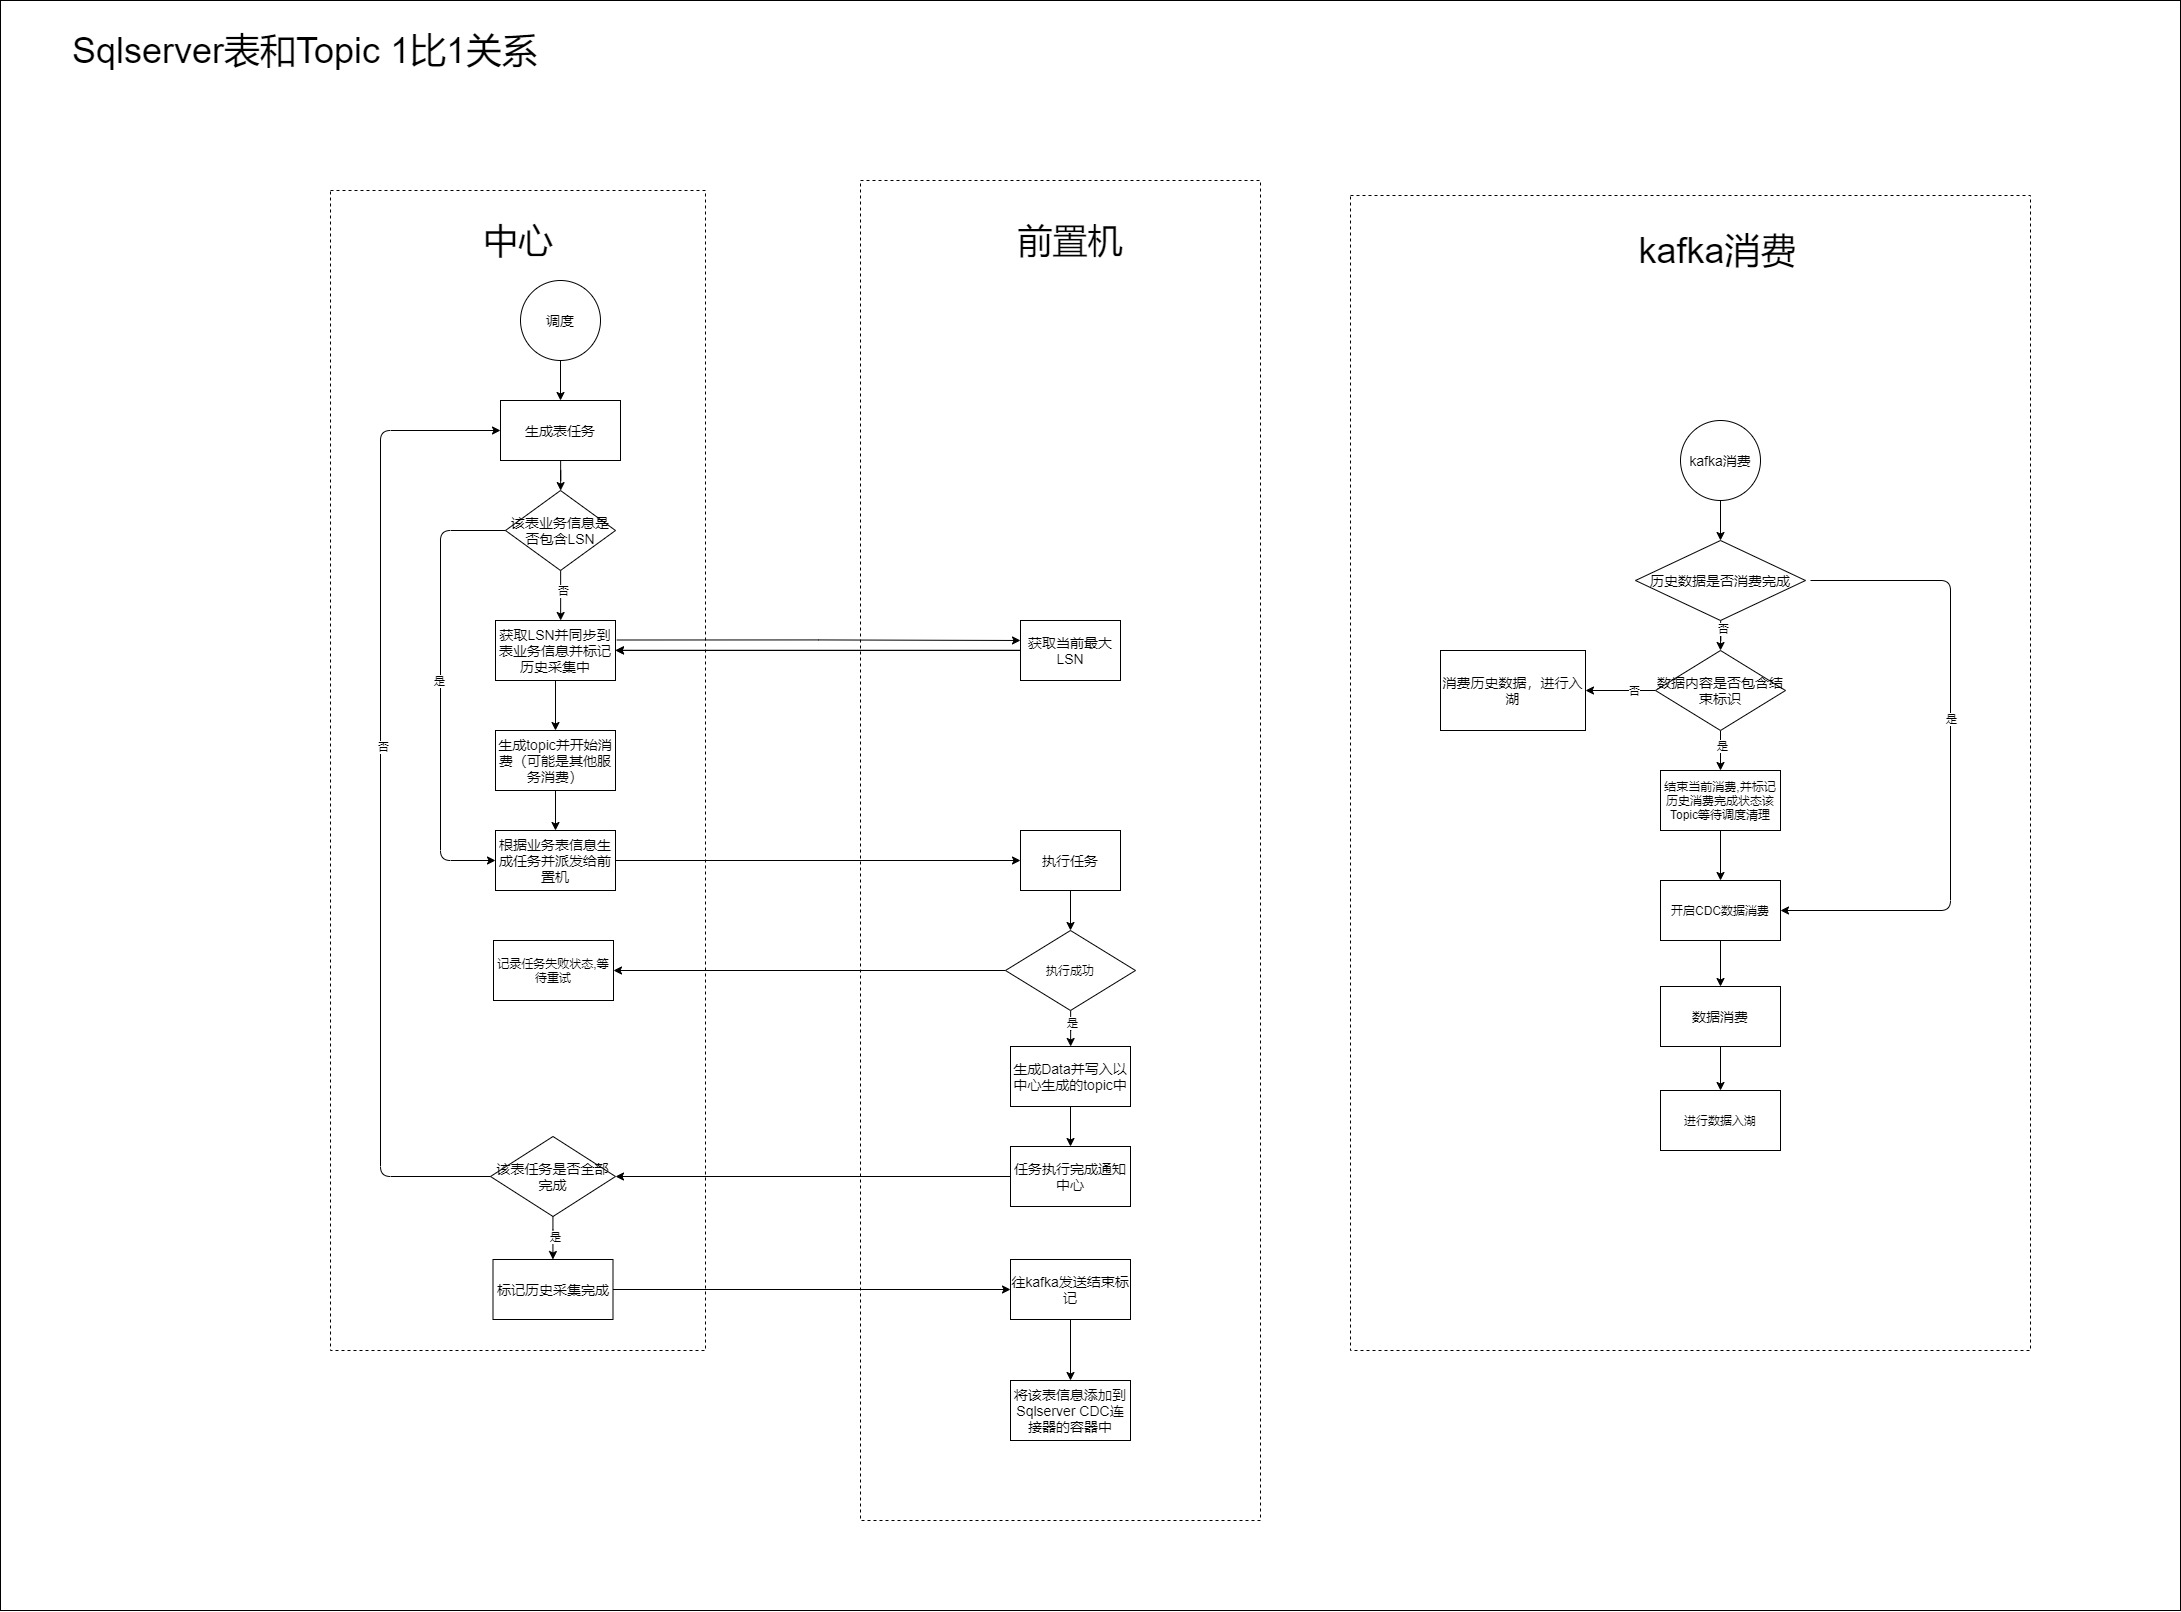 Sqlserver表和Topic 1比1关系
中心
调度
生成表任务
该表业务信息是
否包含LSN
否
是
获取LSN并同步到
表业务信息并标记
历史采集中
生成topic并开始消
费（可能是其他服
务消费）
根据业务表信息生
成任务并派发给前
置机
记录任务失败状态,等
待重试
否
该表任务是否全部
完成
是
标记历史采集完成
前置机
获取当前最大
LSN
执行任务
执行成功
是
生成Data并写入以
中心生成的topic中
任务执行完成通知
中心
往kafka发送结束标
记
将该表信息添加到
Sqlserver CDC连
接器的容器中
kafka消费
kafka消费
历史数据是否消费完成
否
是
数据内容是否包含结
束标识
否
消费历史数据，进行入
湖
是
结束当前消费,并标记
历史消费完成状态该
Topic等待调度清理
开启CDC数据消费
数据消费
进行数据入湖